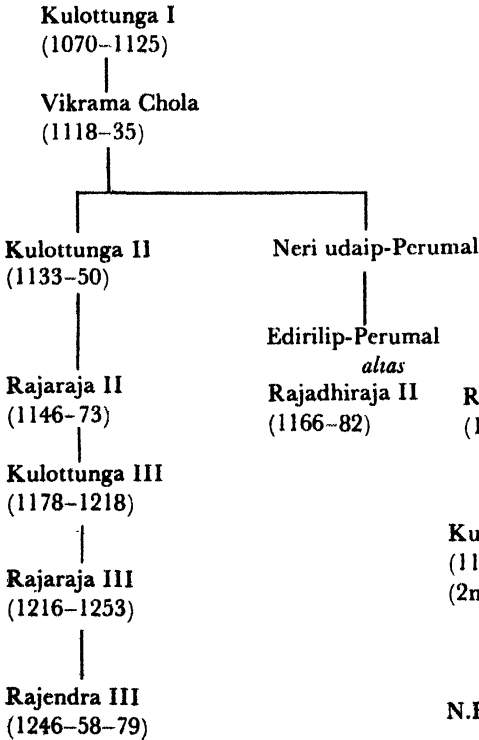 Kulottunga I
(1070–1125)
Vikrama Chola
(1118–35)
Kulottunga II
(1133–50)
Neri udaip-Perumal
Edirilip-Perumal
alias
Rajadhiraja II
(1166–82)
Rajaraja II
(1146–73)
Kulottunga III
(1178–1218)
Rajaraja III
(1216–1253)
Rajendra III
(1246–58–79)